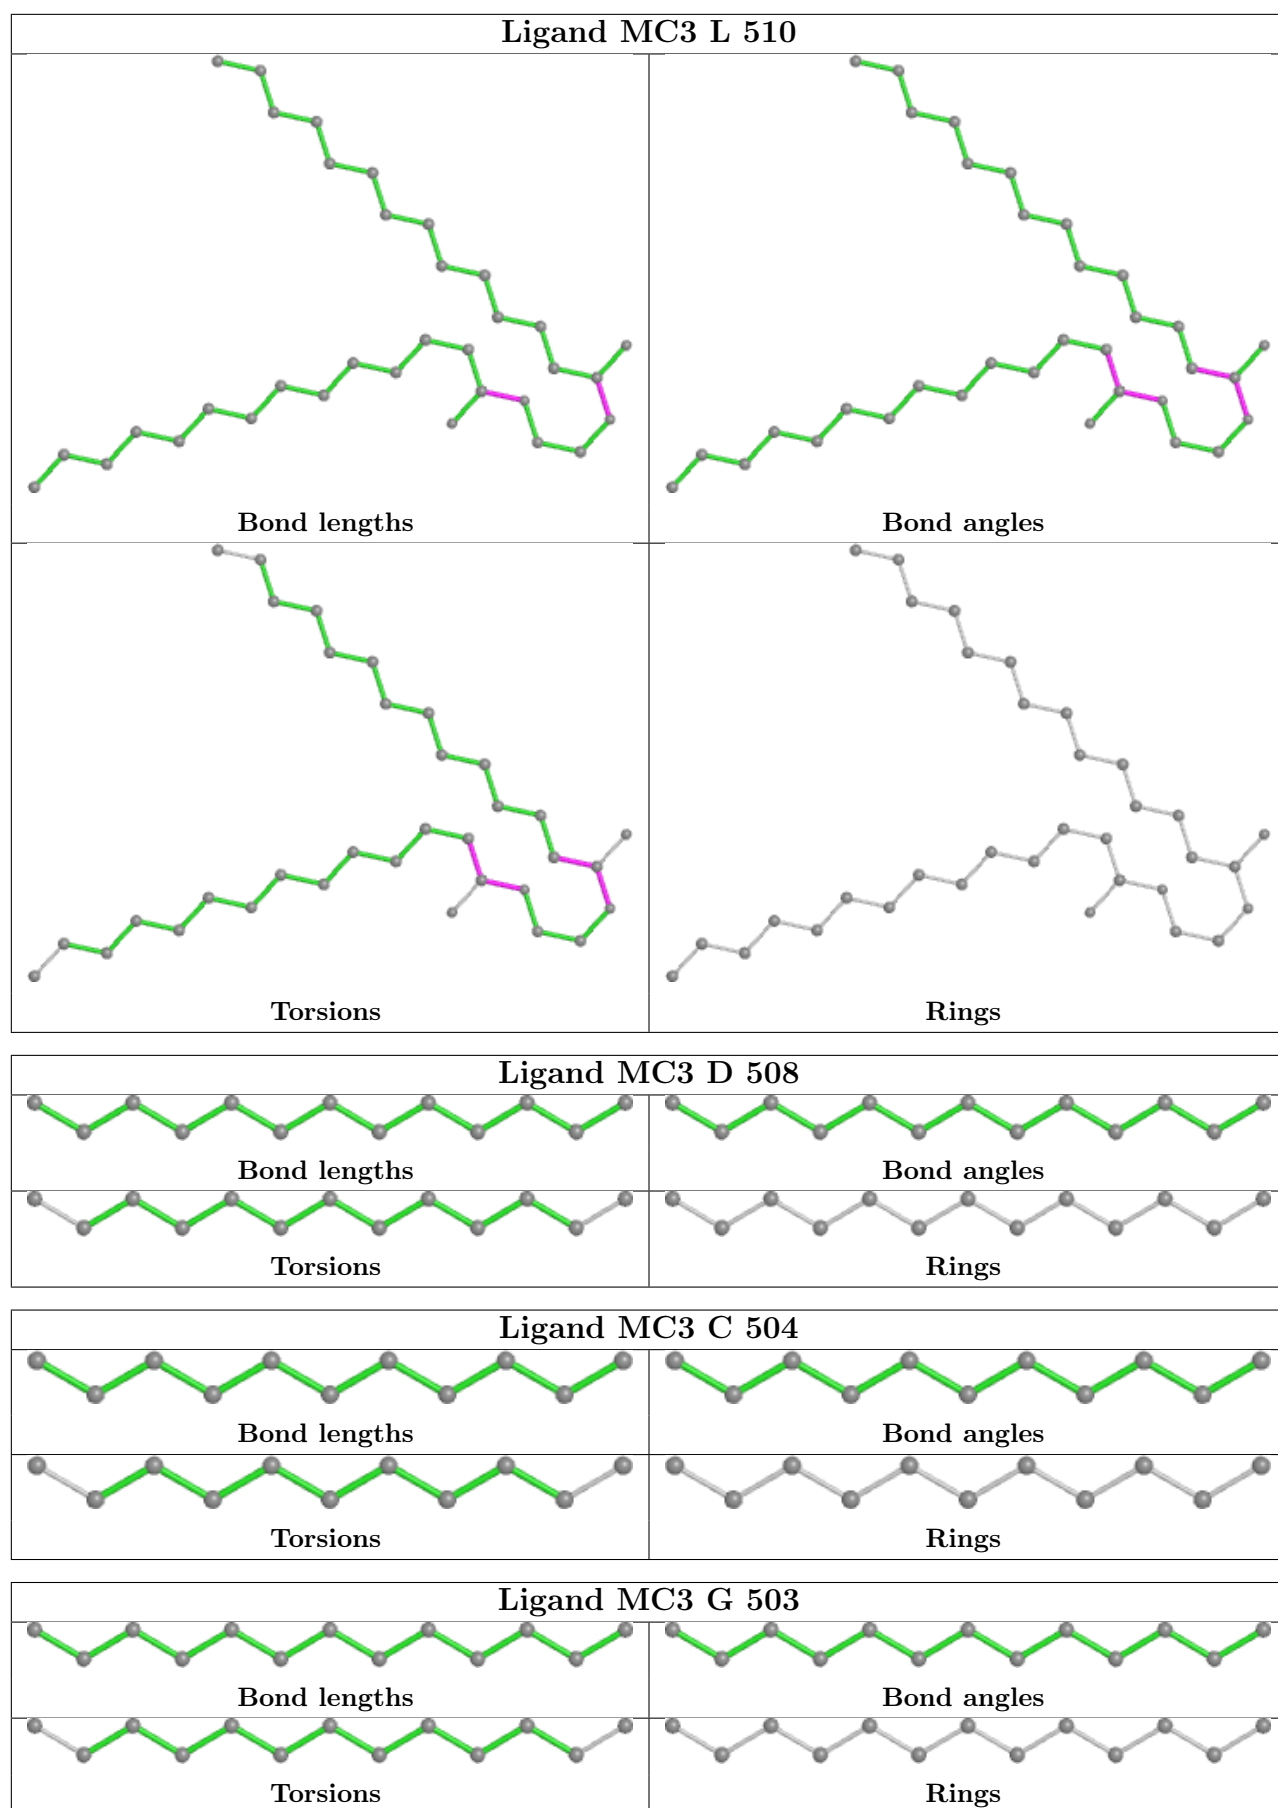 Ligand MC3 L 510
Bond lengths
Bond angles
Torsions
Rings
Ligand MC3 D 508
Bond lengths
Bond angles
Torsions
Rings
Ligand MC3 C 504
Bond lengths
Bond angles
Torsions
Rings
Ligand MC3 G 503
Bond lengths
Bond angles
Torsions
Rings